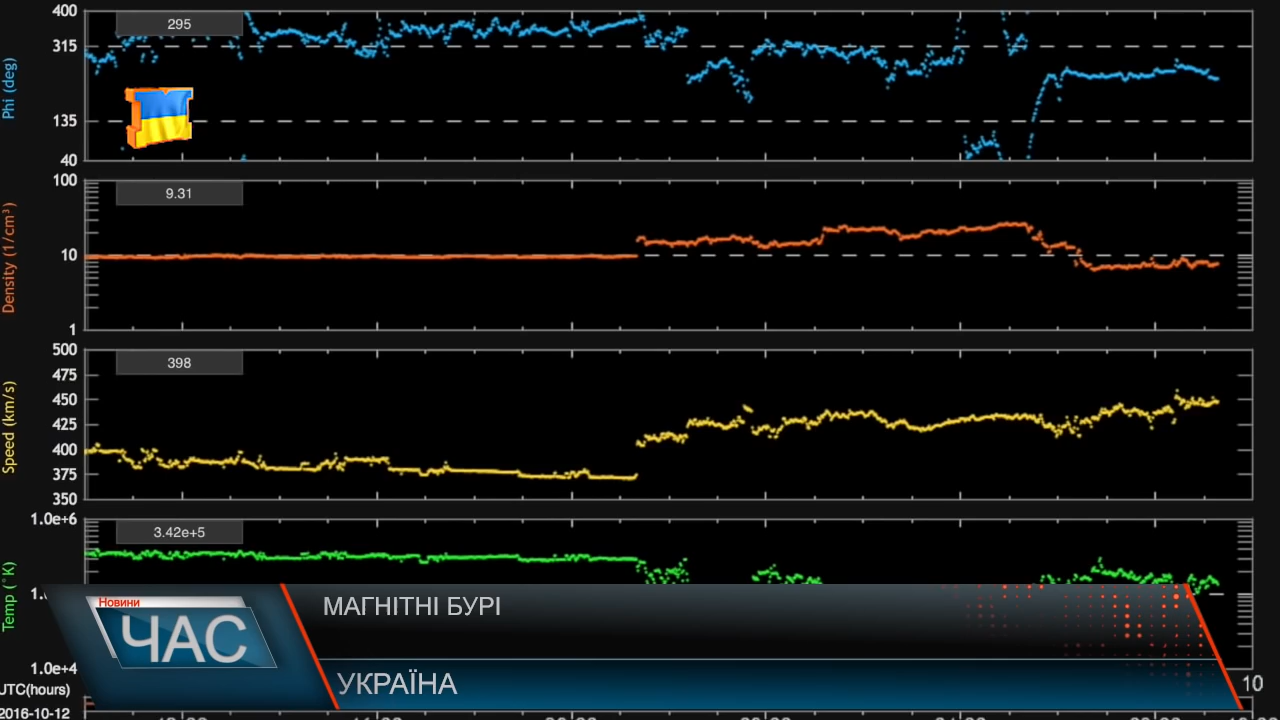 400
295
315
Phi (deg)
135
40
100
9.31
10
Density (1/cm³)
1
500
398
475
450
425
Speed (km/s)
400
375
350
1.0e+6
3.42e+5
Temp (°K)
Новини
ЧАС
МАГНІТНІ БУРІ
УКРАЇНА
1.0e+4
UTC(hours)
10
2016-10-12